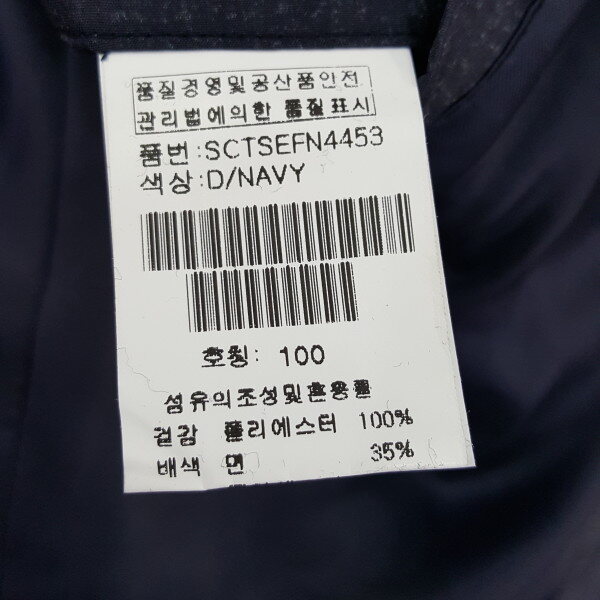 품질경영및공산품안전
관리법에의한 품질표시
품번:SCTSEFN4453
색상:D/NAVY
호칭: 100
섬유의조성및혼용률
겉감 폴리에스터 100%
배색 면 35%